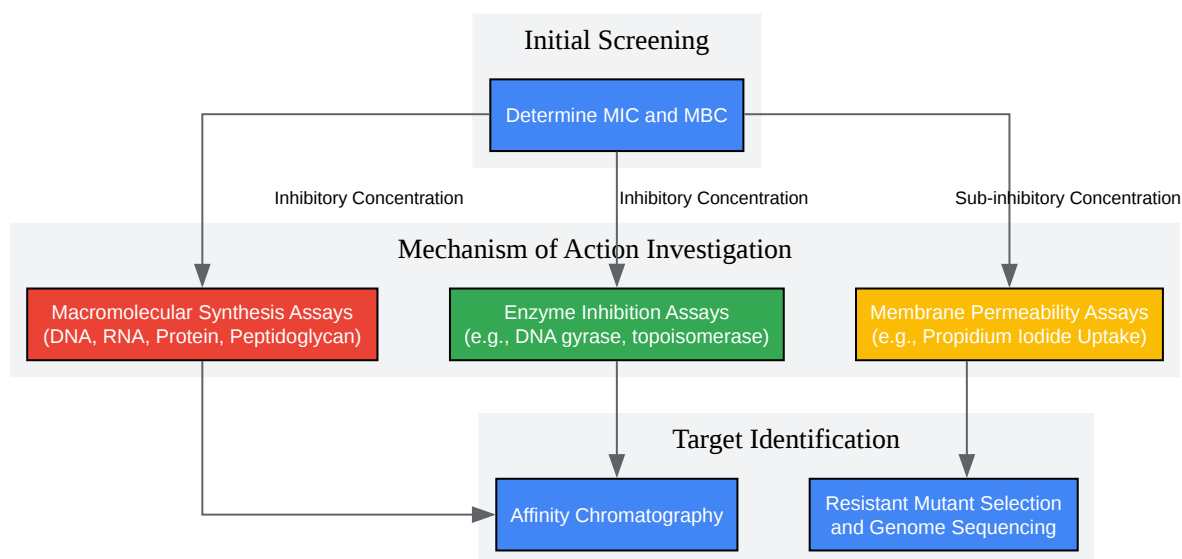 Initial Screening
Determine MIC and MBC
Inhibitory Concentration
Inhibitory Concentration
Sub-inhibitory Concentration
Mechanism of Action Investigation
Macromolecular Synthesis Assays
(DNA, RNA, Protein, Peptidoglycan)
Enzyme Inhibition Assays
(e.g., DNA gyrase, topoisomerase)
Membrane Permeability Assays
(e.g., Propidium Iodide Uptake)
Target Identification
Affinity Chromatography
Resistant Mutant Selection
and Genome Sequencing